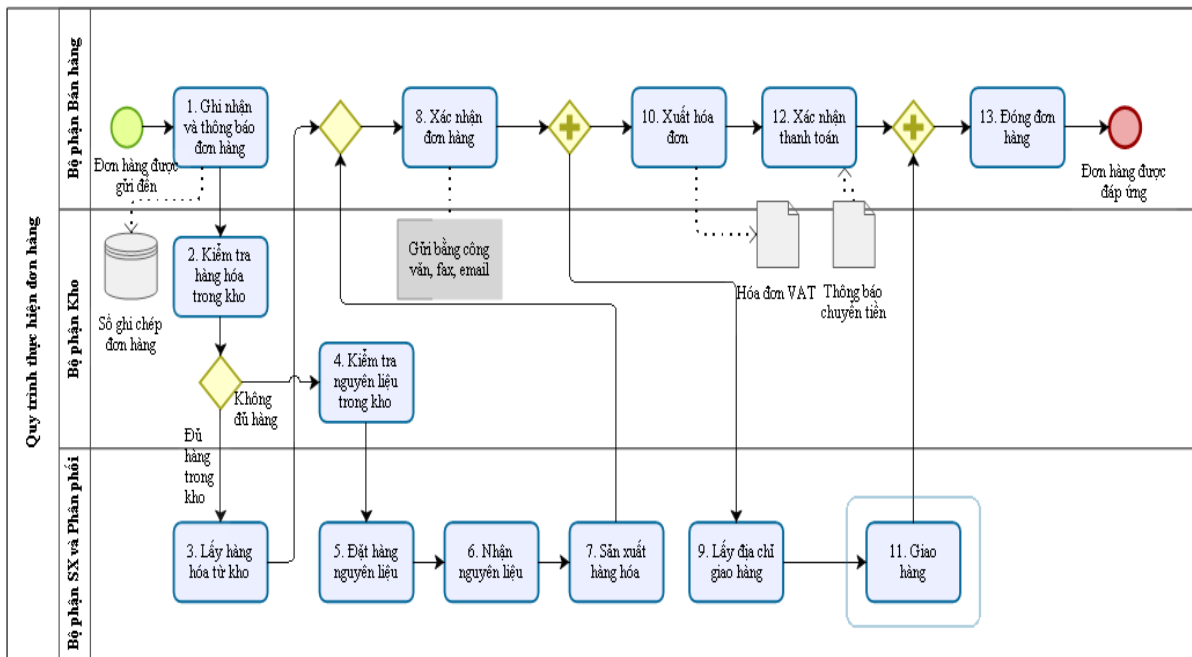 Quy trình thực hiện đơn hàng
Bộ phận Bán hàng
Đơn hàng được
gửi đến
1. Ghi nhận
và thông báo
đơn hàng
8. Xác nhận
đơn hàng
10. Xuất hóa
đơn
12. Xác nhận
thanh toán
13. Đóng đơn
hàng
Đơn hàng được
đáp ứng
Bộ phận Kho
Sổ ghi chép
đơn hàng
2. Kiểm tra
hàng hóa
trong kho
Gửi bằng công
văn, fax, email
Hóa đơn VAT
Thông báo
chuyển tiền
Không
đủ hàng
4. Kiểm tra
nguyên liệu
trong kho
Đủ
hàng
trong
kho
Bộ phận SX và Phân phối
3. Lấy hàng
hóa từ kho
5. Đặt hàng
nguyên liệu
6. Nhận
nguyên liệu
7. Sản xuất
hàng hóa
9. Lấy địa chỉ
giao hàng
11. Giao
hàng